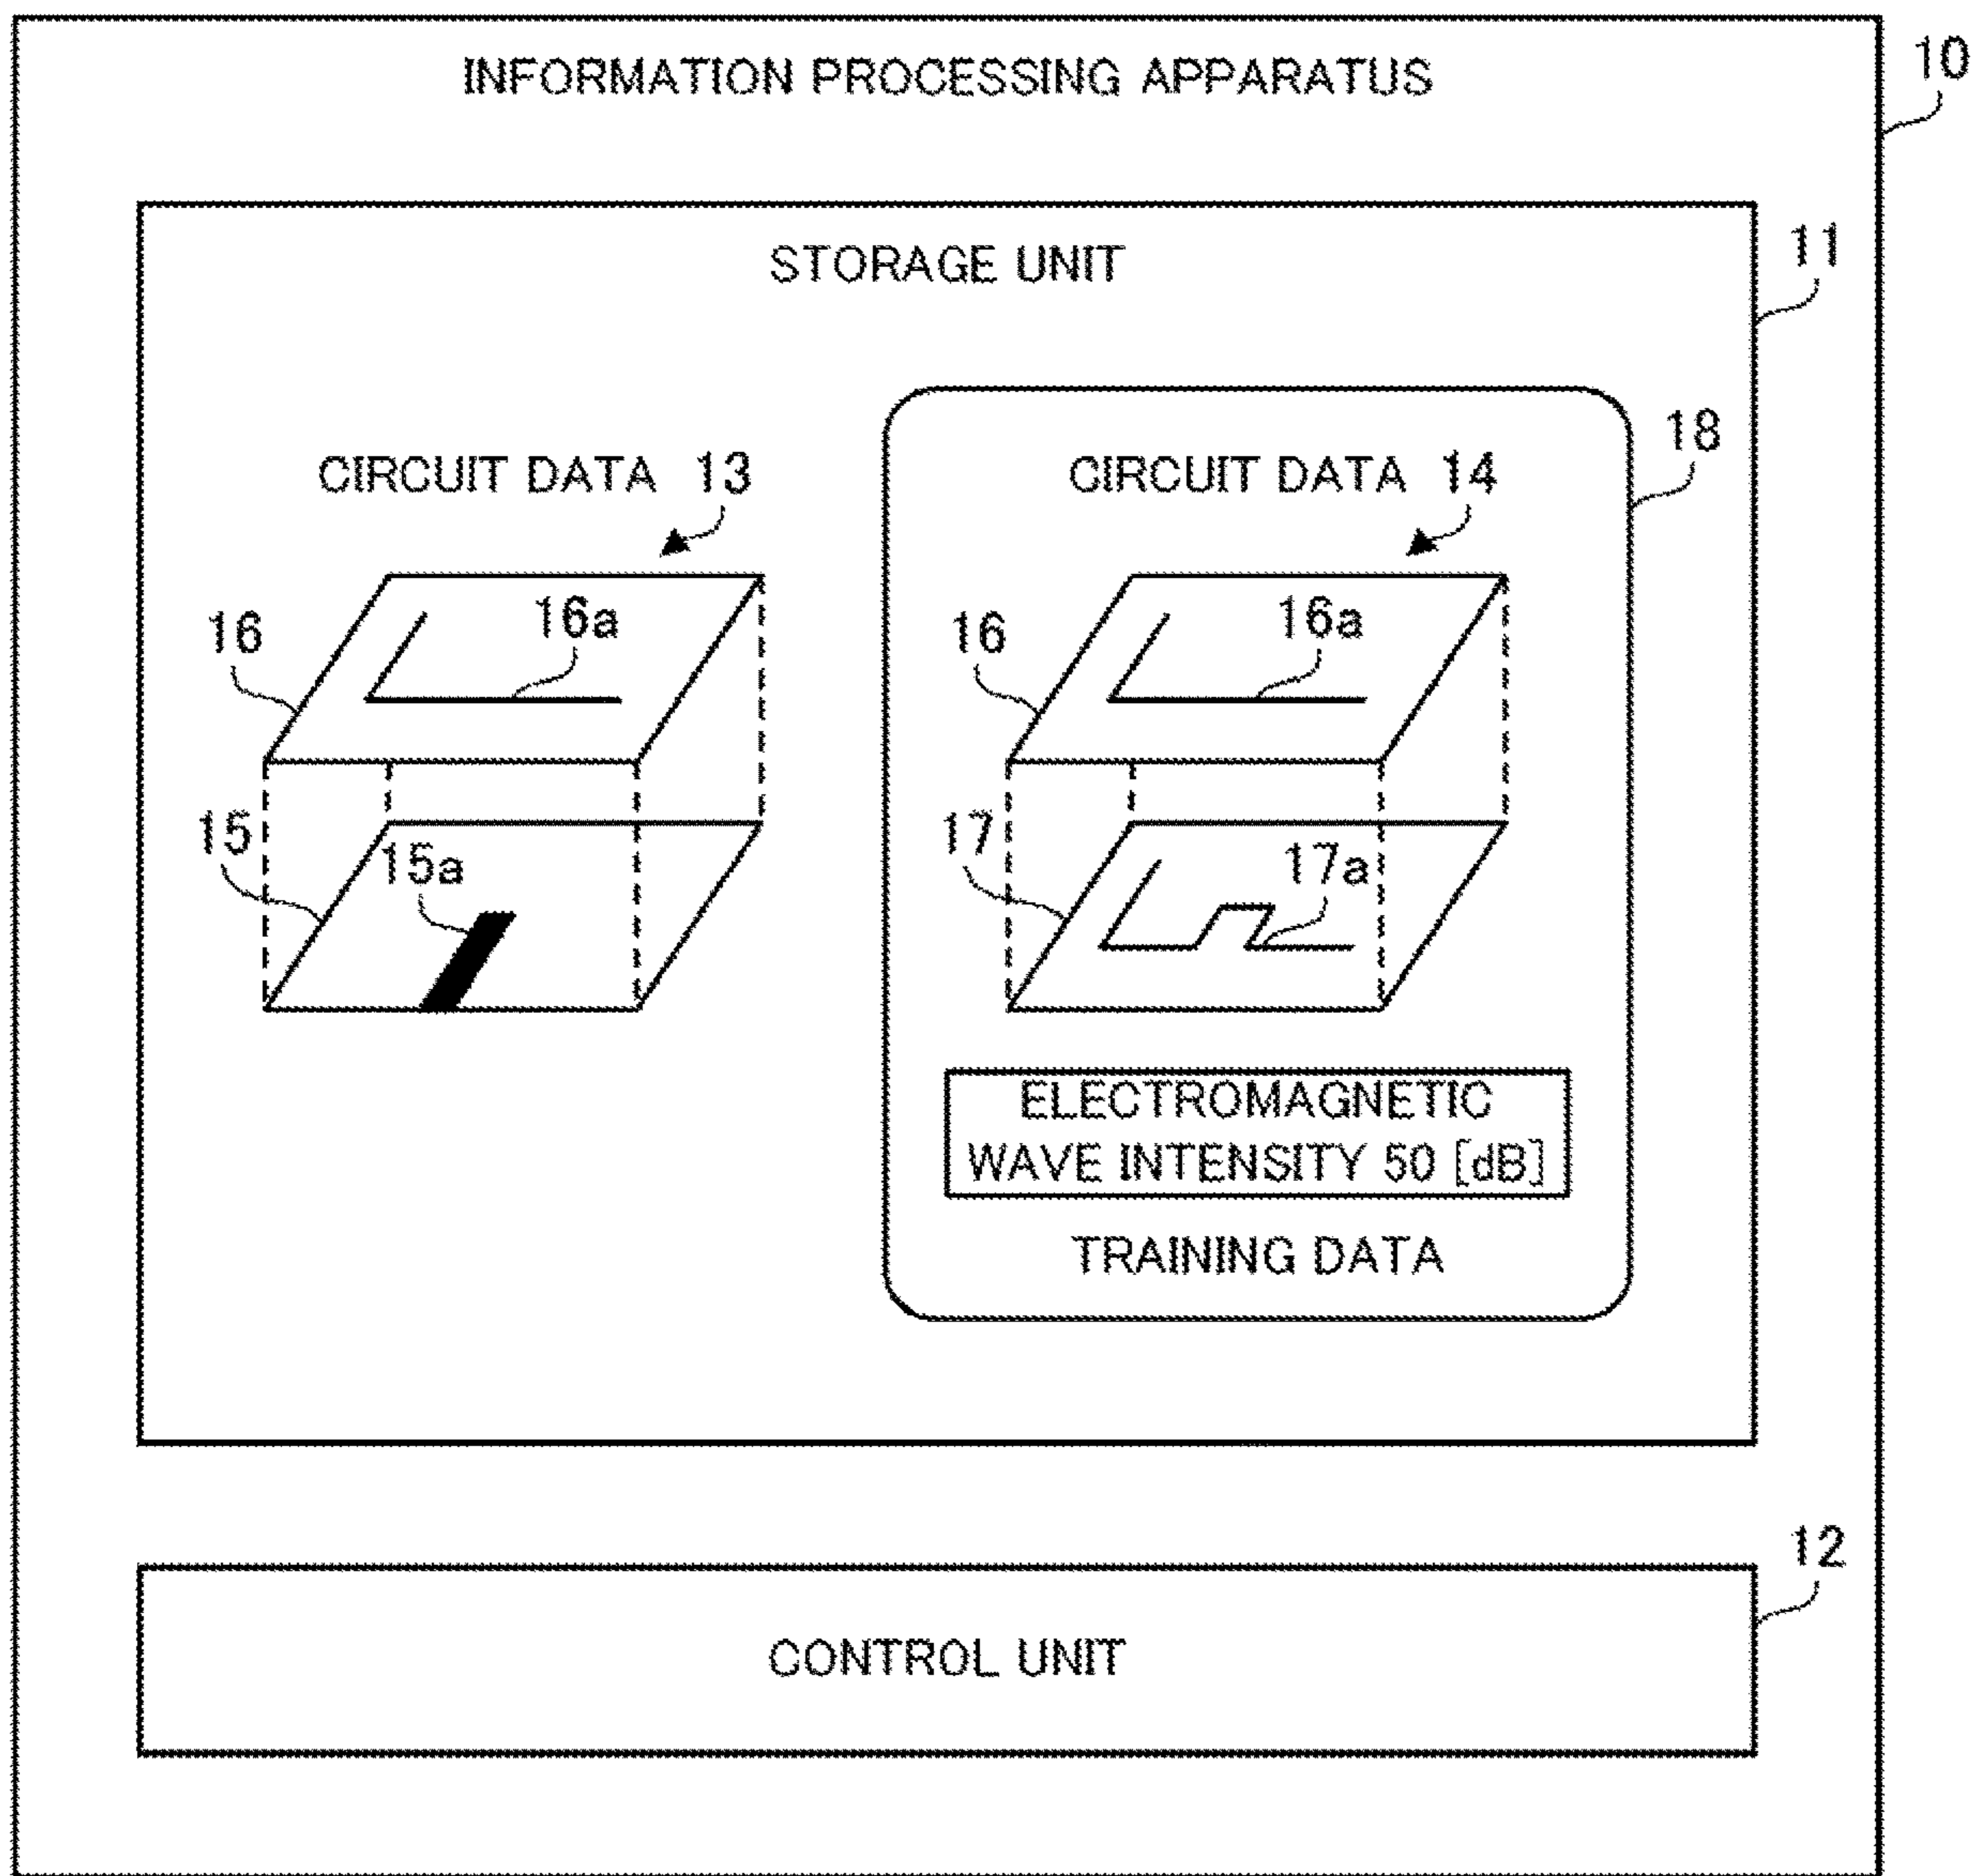 INFORMATION PROCESSING APPARATUS
10
STORAGE UNIT
11
CIRCUIT DATA 13
CIRCUIT DATA 14
18
16
16a
16
16a
15
15a
17
17a
ELECTROMAGNETIC
WAVE INTENSITY 50 [dB]
TRAINING DATA
12
CONTROL UNIT